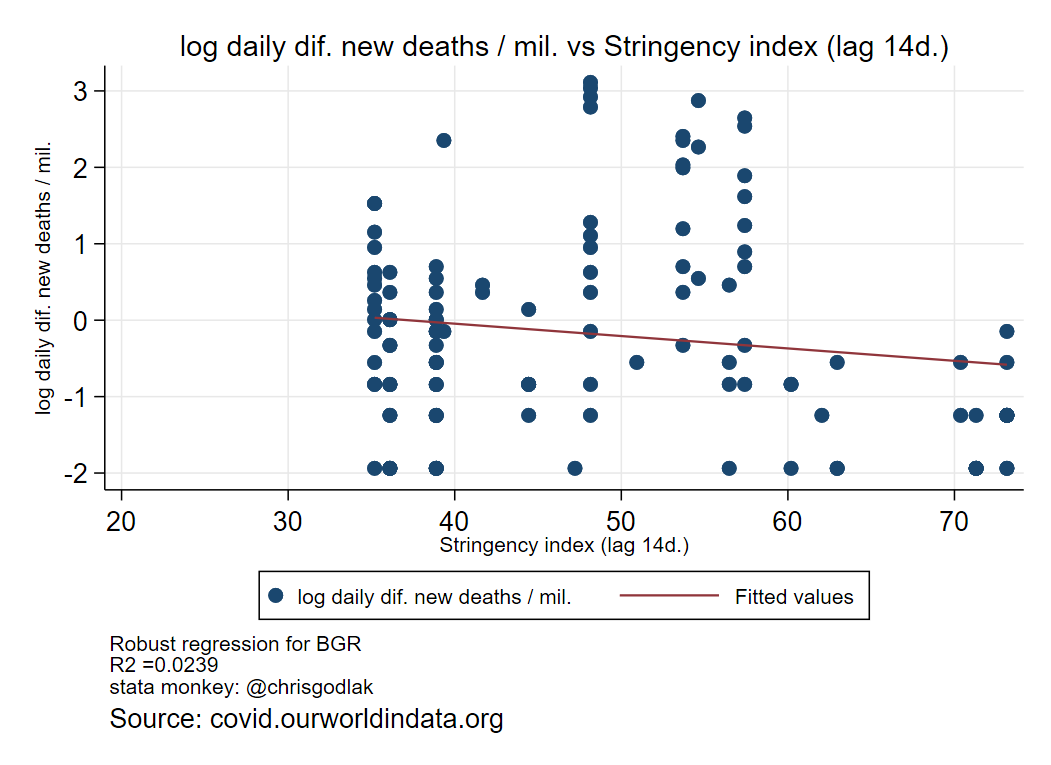 log daily dif. new deaths / mil. vs Stringency index (lag 14d.)
log daily dif. new deaths / mil.
3
2
1
0
-1
-2
20 30 40 50 60 70
Stringency index (lag 14d.)
log daily dif. new deaths / mil. Fitted values
Robust regression for BGR
R2 =0.0239
stata monkey: @chrisgodlak
Source: covid.ourworldindata.org